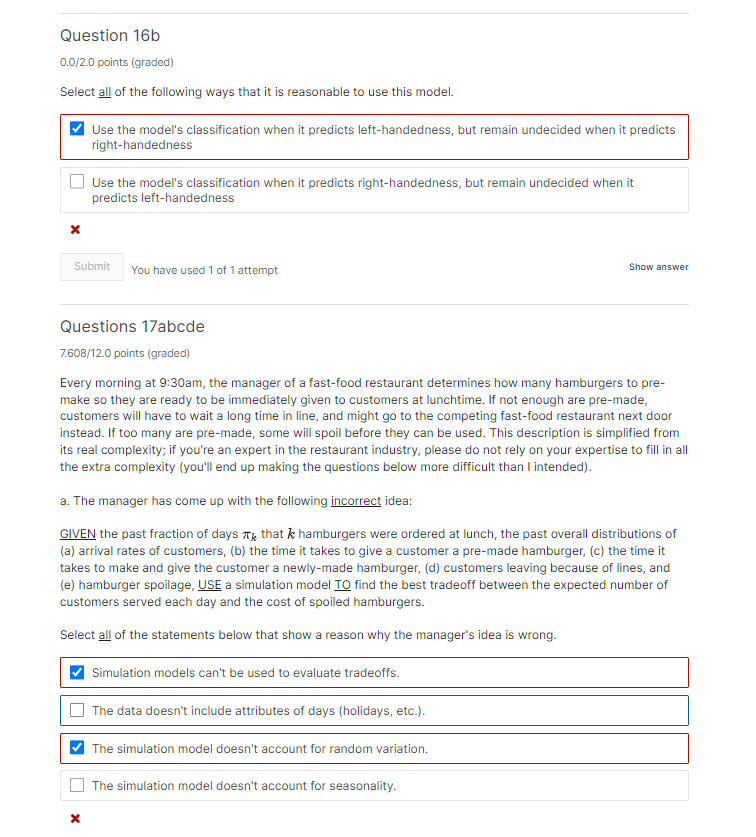 Question 16b
0.0/2.0 points (graded)
Select all of the following ways that it is reasonable to use this model.
Use the model's classification when it predicts left-handedness, but remain undecided when it predicts
right-handedness
Use the model's classification when it predicts right-handedness, but remain undecided when it
predicts left-handedness
Submit
You have used 1 of 1 attempt
Show answer
Questions 17abcde
7.608/12.0 points (graded)
Every morning at 9:30am, the manager of a fast-food restaurant determines how many hamburgers to pre-
make so they are ready to be immediately given to customers at lunchtime. If not enough are pre-made,
customers will have to wait a long time in line, and might go to the competing fast-food restaurant next door
instead. If too many are pre-made, some will spoil before they can be used. This description is simplified from
its real complexity; if you're an expert in the restaurant industry, please do not rely on your expertise to fill in all
the extra complexity (you'll end up making the questions below more difficult than I intended).
a. The manager has come up with the following incorrect idea:
GIVEN the past fraction of days πₖ that k hamburgers were ordered at lunch, the past overall distributions of
(a) arrival rates of customers, (b) the time it takes to give a customer a pre-made hamburger, (c) the time it
takes to make and give the customer a newly-made hamburger, (d) customers leaving because of lines, and
(e) hamburger spoilage, USE a simulation model TO find the best tradeoff between the expected number of
customers served each day and the cost of spoiled hamburgers.
Select all of the statements below that show a reason why the manager's idea is wrong.
Simulation models can't be used to evaluate tradeoffs.
The data doesn't include attributes of days (holidays, etc.).
The simulation model doesn't account for random variation.
The simulation model doesn't account for seasonality.